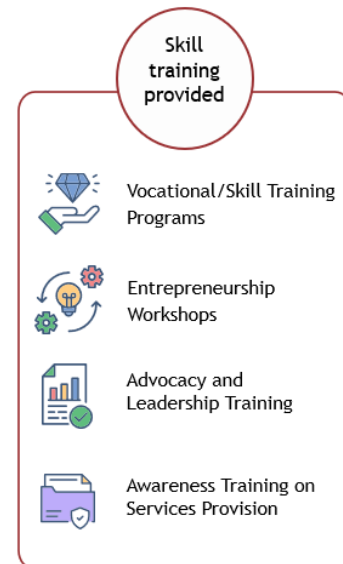 Skill
training
provided
Vocational/Skill Training
Programs
Entrepreneurship
Workshops
Advocacy and
Leadership Training
Awareness Training on
Services Provision